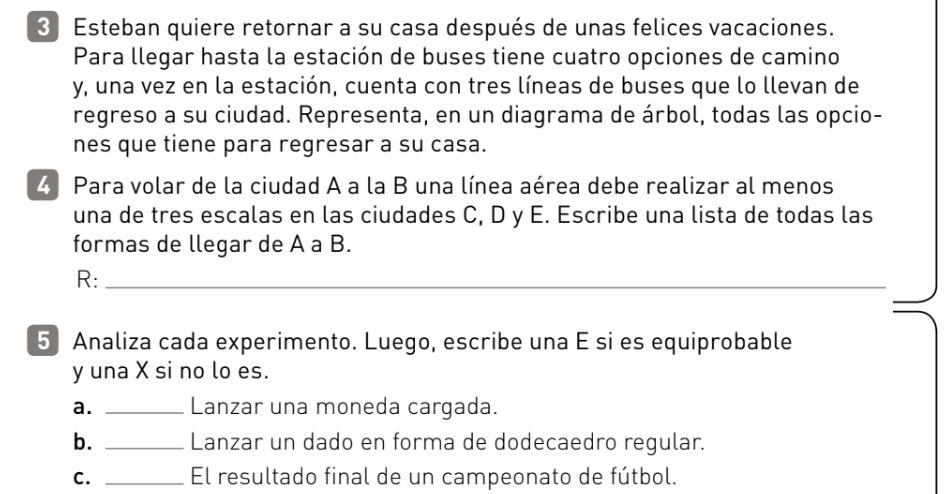 3 Esteban quiere retornar a su casa después de unas felices vacaciones.
Para llegar hasta la estación de buses tiene cuatro opciones de camino
y, una vez en la estación, cuenta con tres líneas de buses que lo llevan de
regreso a su ciudad. Representa, en un diagrama de árbol, todas las opcio-
nes que tiene para regresar a su casa.
4 Para volar de la ciudad A a la B una línea aérea debe realizar al menos
una de tres escalas en las ciudades C, D y E. Escribe una lista de todas las
formas de llegar de A a B.
R: ____________________
5 Analiza cada experimento. Luego, escribe una E si es equiprobable
y una X si no lo es.
a. _______ Lanzar una moneda cargada.
b. _______ Lanzar un dado en forma de dodecaedro regular.
c. _______ El resultado final de un campeonato de fútbol.